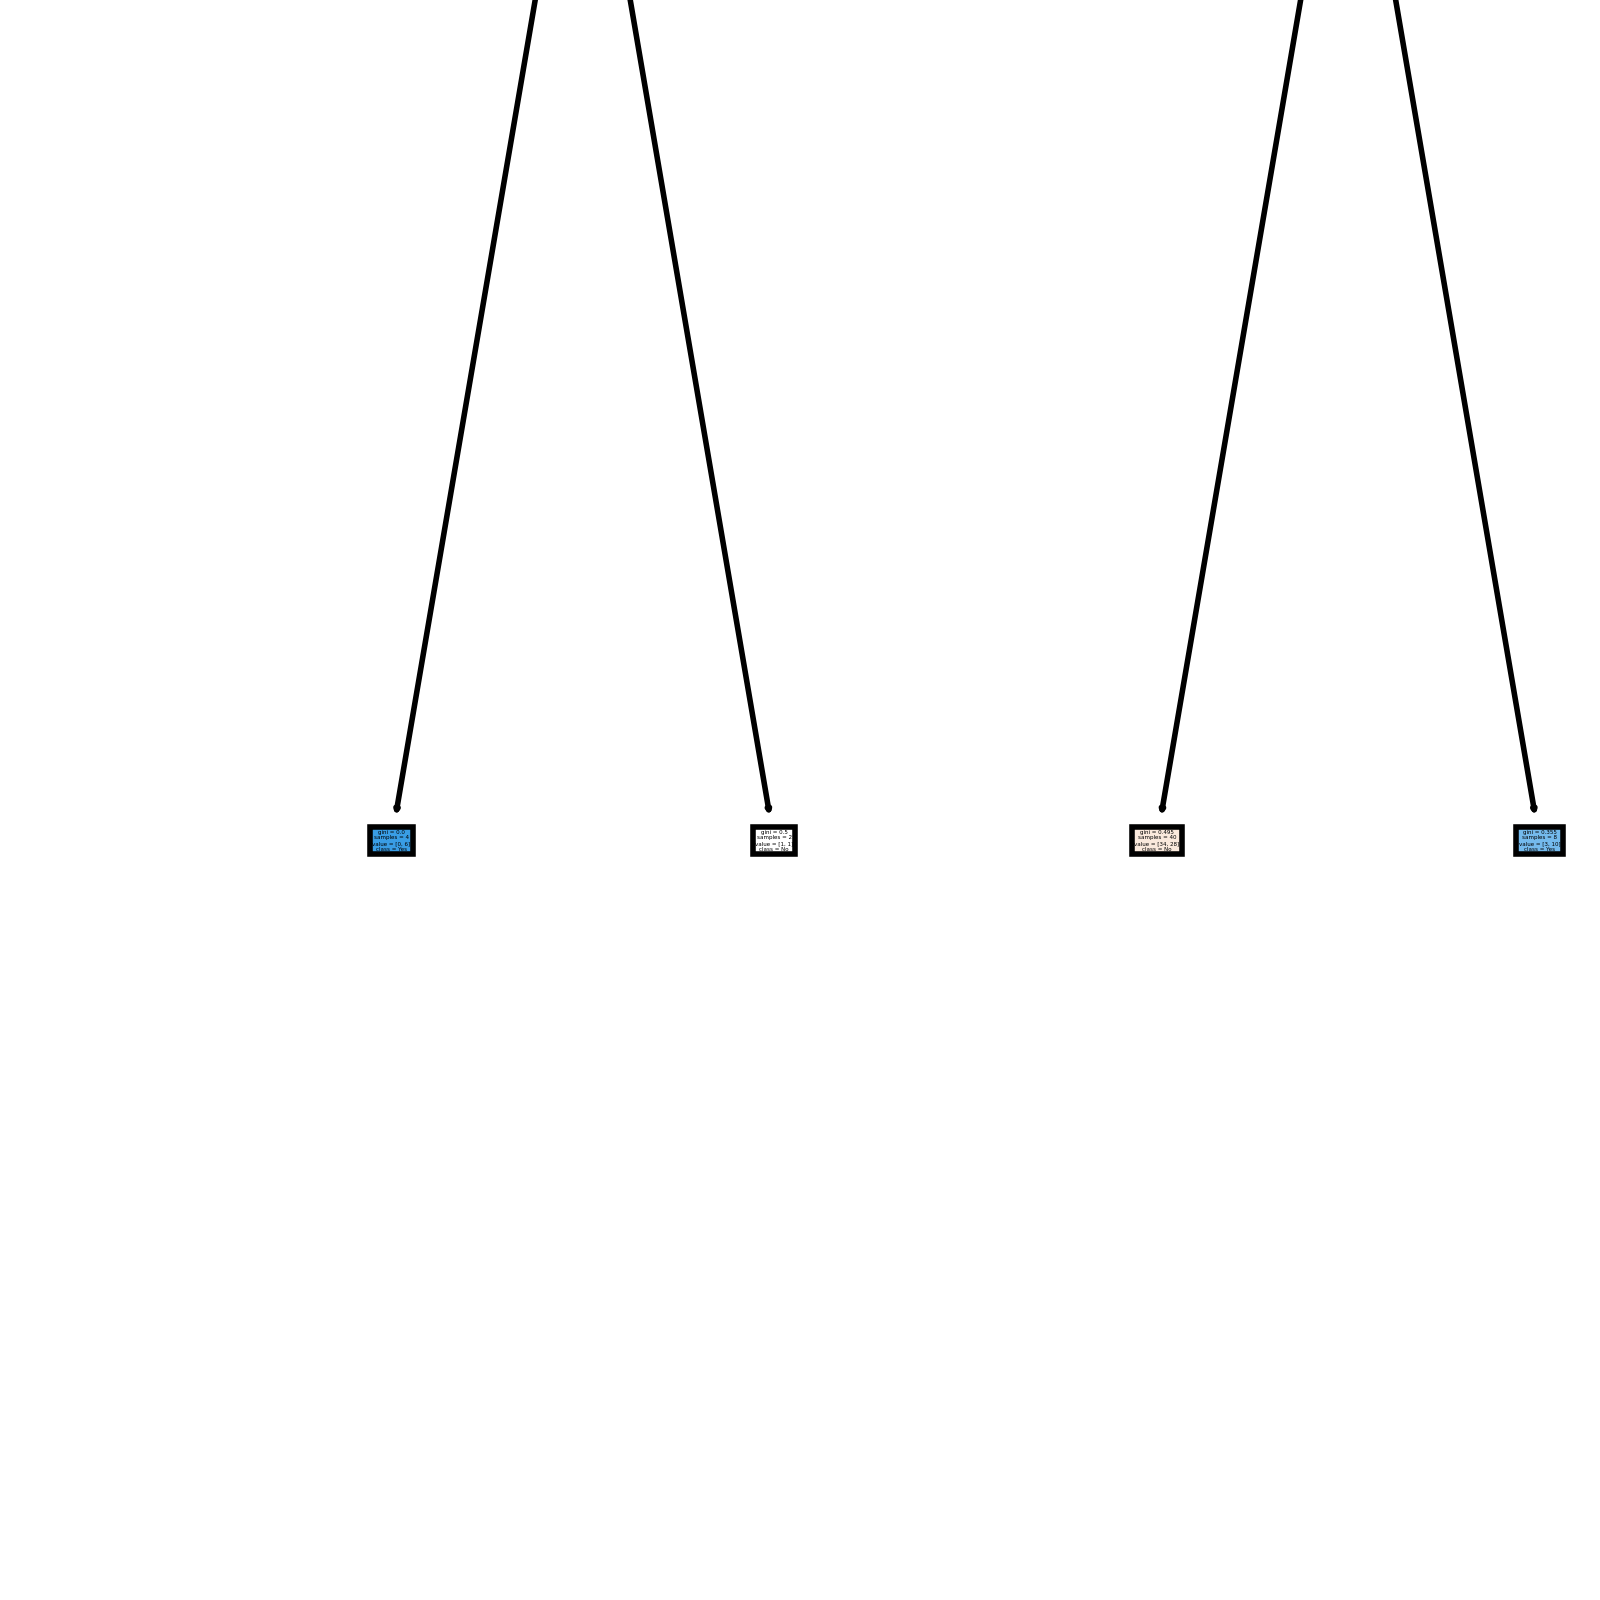 gini = 0.0
samples = 4
value = [0, 6]
class = Yes
gini = 0.5
samples = 2
value = [1, 1]
class = No
gini = 0.495
samples = 40
value = [34, 28]
class = No
gini = 0.355
samples = 8
value = [3, 10]
class = Yes